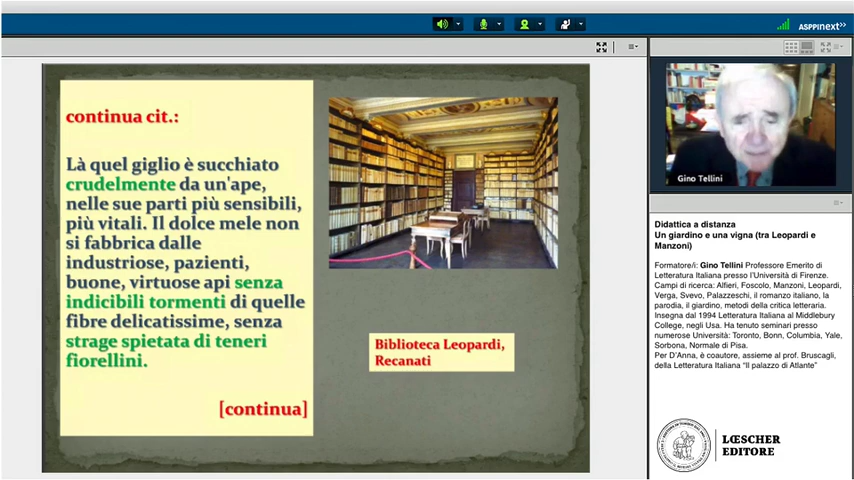 ASPPInext>>
continua cit.:
Là quel giglio è succhiato
crudelmente da un'ape,
nelle sue parti più sensibili,
più vitali. Il dolce mele non
si fabbrica dalle
industriose, pazienti,
buone, virtuose api senza
indicibili tormenti di quelle
fibre delicatissime, senza
strage spietata di teneri
fiorellini.
[continua]
Biblioteca Leopardi,
Recanati
Gino Tellini
Didattica a distanza
Un giardino e una vigna (tra Leopardi e
Manzoni)
Formatore/i: Gino Tellini Professore Emerito di
Letteratura Italiana presso l'Università di Firenze.
Campi di ricerca: Alfieri, Foscolo, Manzoni, Leopardi,
Verga, Svevo, Palazzeschi, il romanzo italiano, la
parodia, il giardino, metodi della critica letteraria.
Insegna dal 1994 Letteratura Italiana al Middlebury
College, negli Usa. Ha tenuto seminari presso
numerose Università: Toronto, Bonn, Columbia, Yale,
Sorbona, Normale di Pisa.
Per D'Anna, è coautore, assieme al prof. Bruscagli,
della Letteratura Italiana "Il palazzo di Atlante"
LŒSCHER
EDITORE